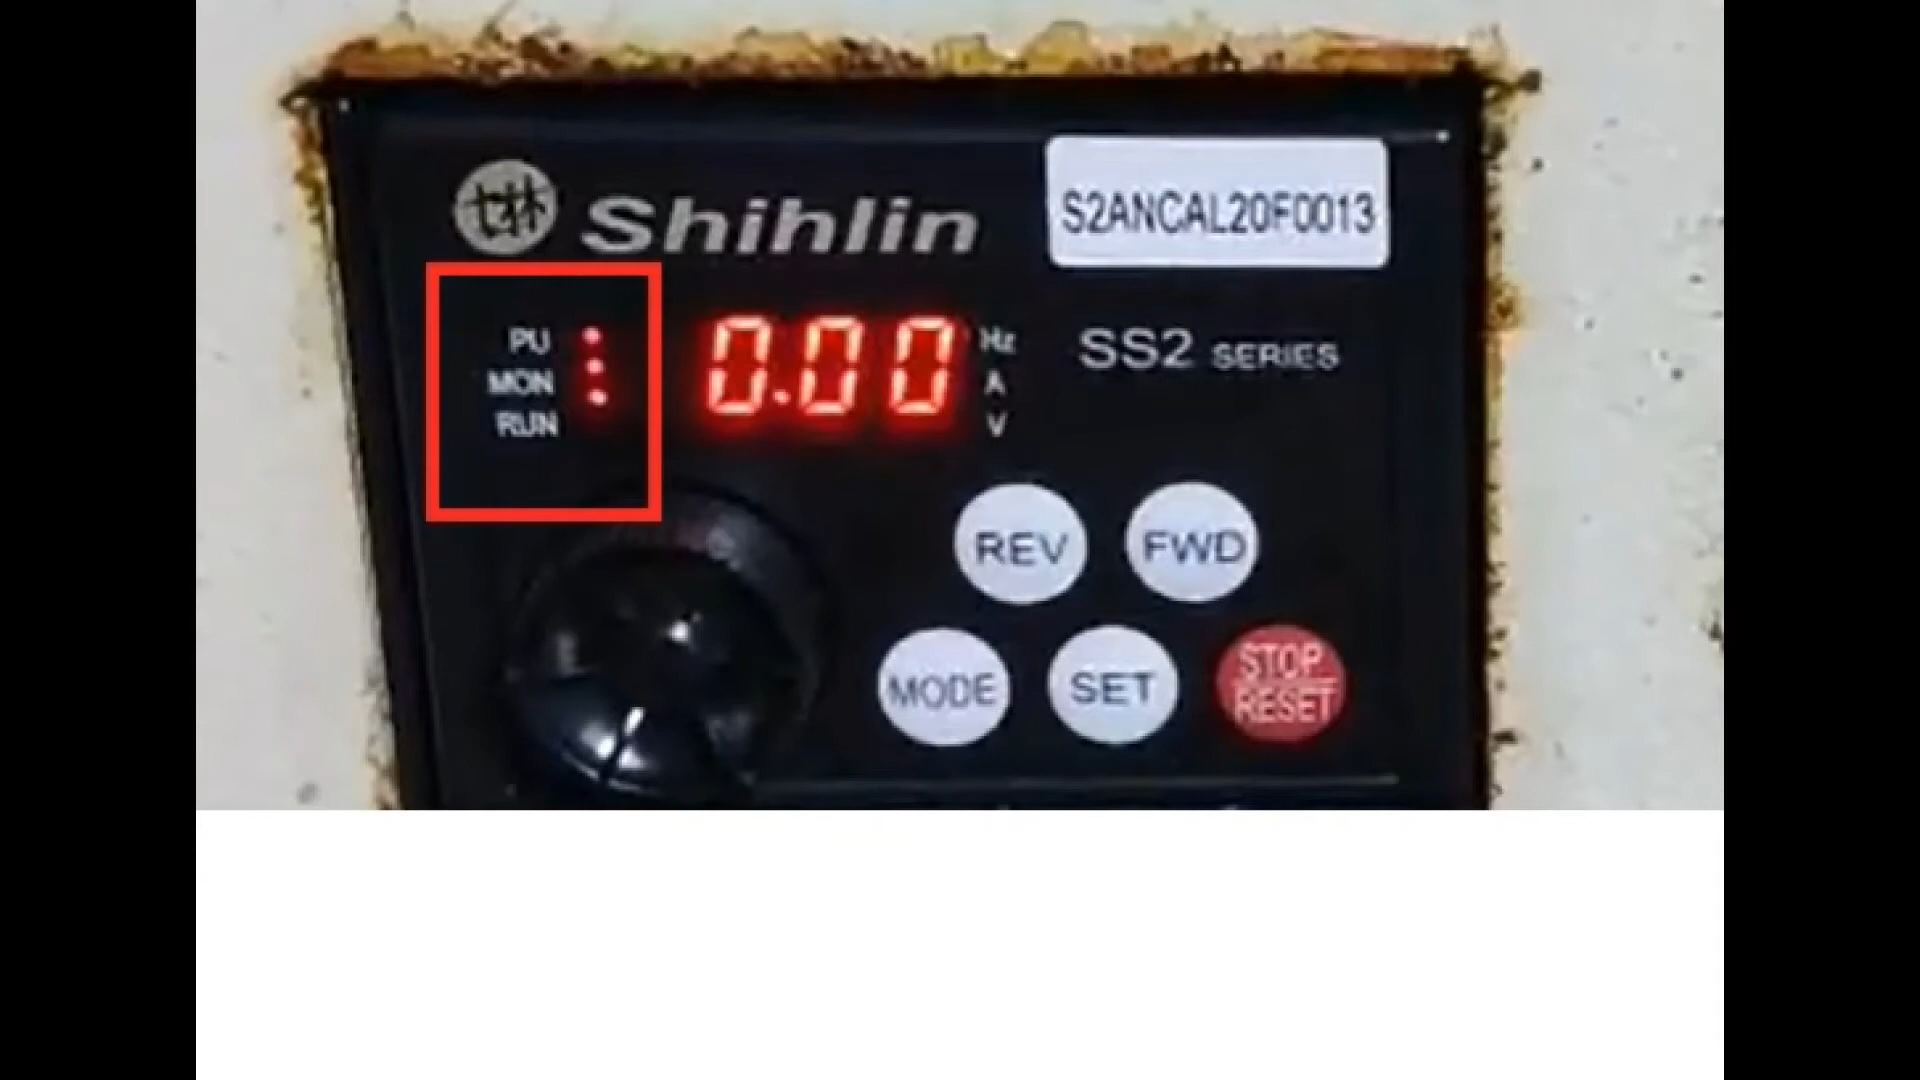 Shihlin
S2ANCAL20F0013
PU
MON
RUN
0.00
Hz
A
V
SS2 SERIES
REV
FWD
MODE
SET
STOP
RESET